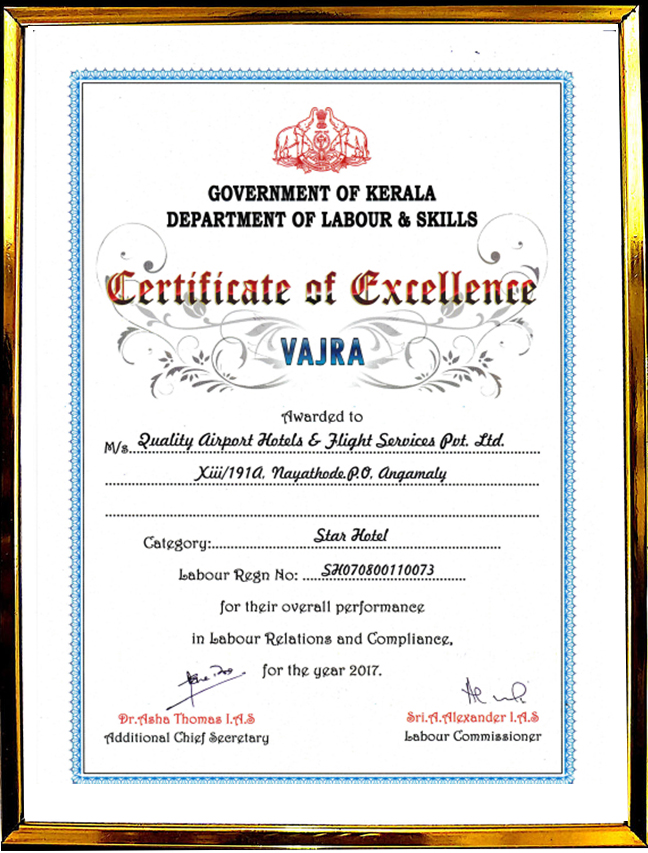 GOVERNMENT OF KERALA
DEPARTMENT OF LABOUR & SKILLS
Certificate of Excellence
VAJRA
Awarded to
M/s. Quality Airport Hotels & Flight Services Pvt. Ltd.
Xiii/191A, Nayathode.P.O, Angamaly
Category: Star Hotel
Labour Regn No: SH070800110073
for their overall performance
in Labour Relations and Compliance,
for the year 2017.
Dr.Asha Thomas I.A.S
Additional Chief Secretary
Sri.A.Alexander I.A.S
Labour Commissioner